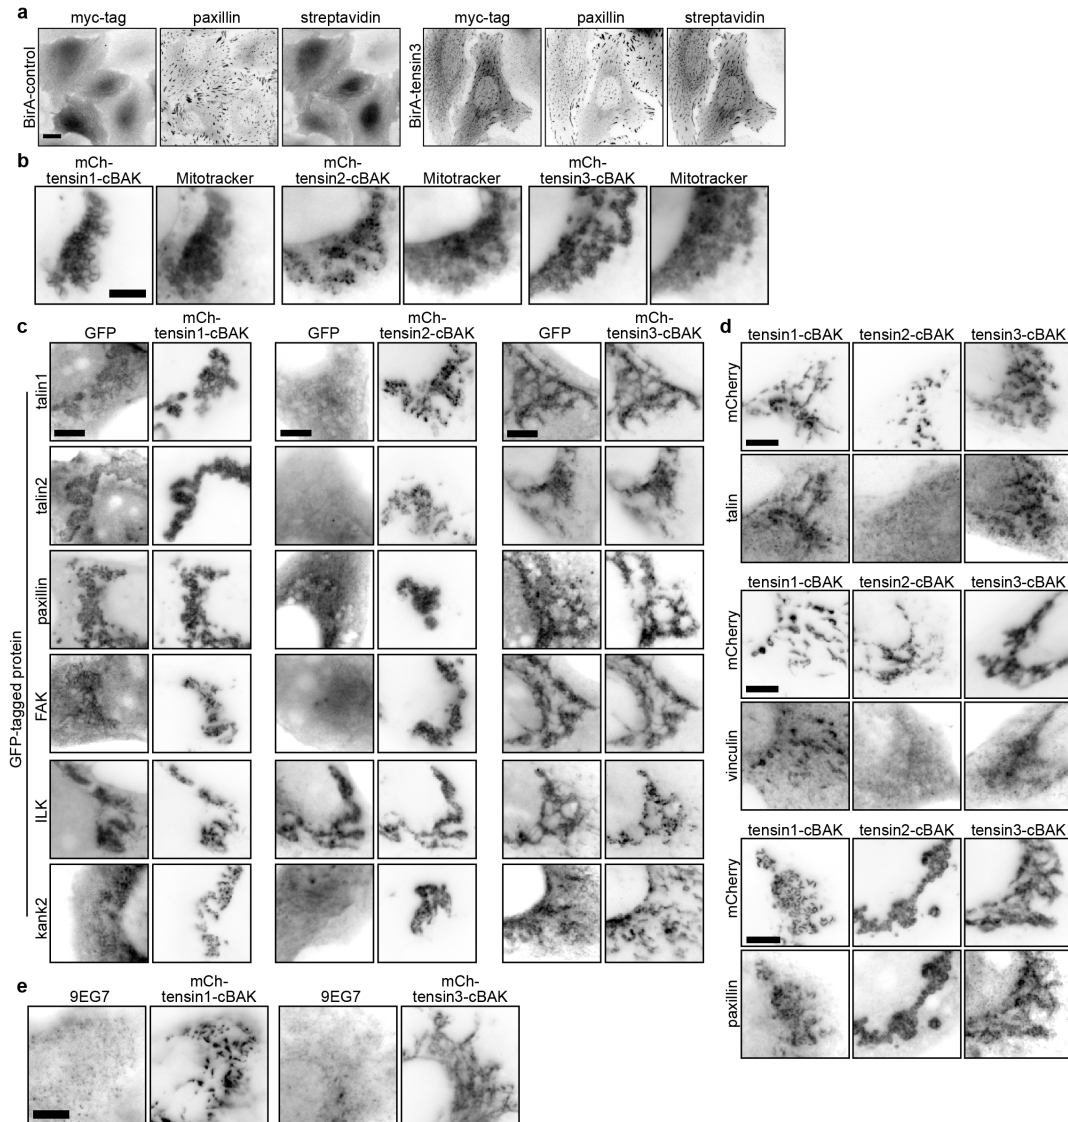 a
myc-tag paxillin streptavidin myc-tag paxillin streptavidin
BirA-control
BirA-tensin3
b
mCh-
tensin1-cBAK Mitotracker
mCh-
tensin2-cBAK Mitotracker
mCh-
tensin3-cBAK Mitotracker
c
GFP
mCh-
tensin1-cBAK
GFP
mCh-
tensin2-cBAK
GFP
mCh-
tensin3-cBAK
GFP-tagged protein
talin1
talin2
paxillin
FAK
ILK
kank2
d
tensin1-cBAK tensin2-cBAK tensin3-cBAK
mCherry
talin
tensin1-cBAK tensin2-cBAK tensin3-cBAK
mCherry
vinculin
tensin1-cBAK tensin2-cBAK tensin3-cBAK
mCherry
paxillin
e
9EG7
mCh-
tensin1-cBAK
9EG7
mCh-
tensin3-cBAK